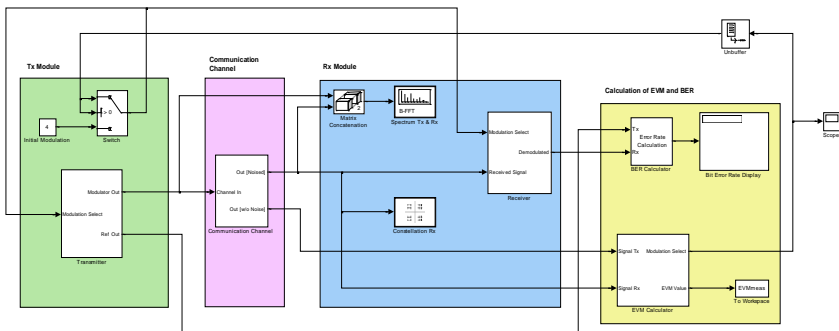 Unbuffer
Tx Module
Communication
Channel
Rx Module
Calculation of EVM and BER
> 0
Switch
4
Initial Modulation
2
Matrix
Concatenation
B-FFT
Spectrum Tx & Rx
Scope
Modulation Select
Demodulated
Received Signal
Receiver
Tx
Rx
Error Rate
Calculation
BER Calculator
Bit Error Rate Display
Modulator Out
Modulation Select
Ref Out
Transmitter
Out [Noised]
Channel In
Out [w/o Noise]
Communication Channel
Constellation Rx
Signal Tx
Modulation Select
Signal Rx
EVM Value
EVM Calculator
EVMmeas
To Workspace